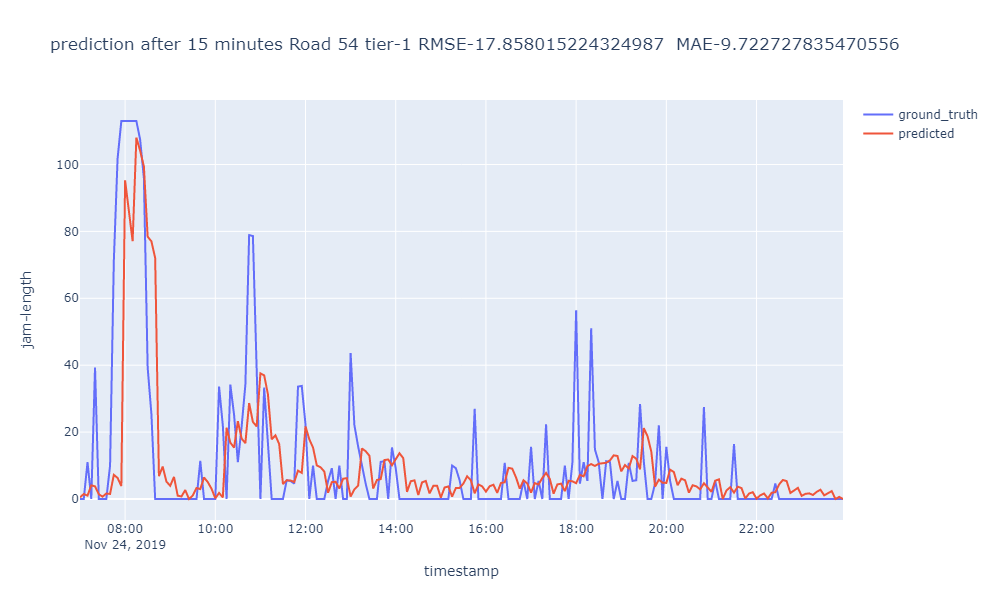 prediction after 15 minutes Road 54 tier-1 RMSE-17.858015224324987  MAE-9.722727835470556
ground_truth
predicted
100
80
60
40
20
0
jam-length
08:00 10:00 12:00 14:00 16:00 18:00 20:00 22:00
Nov 24, 2019
timestamp